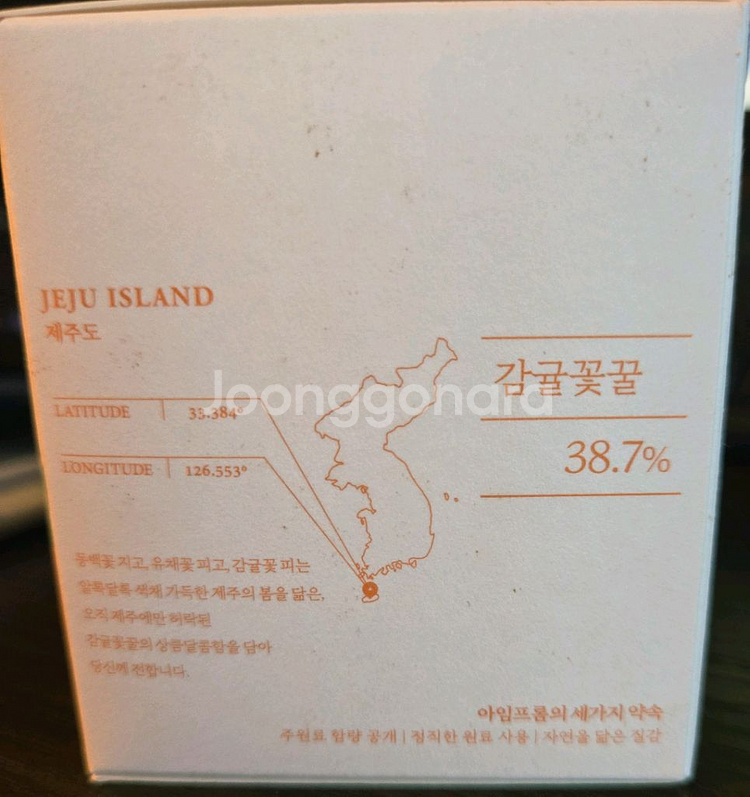 JEJU ISLAND
제주도
LATITUDE | 33.384°
LONGITUDE | 126.553°
감귤꽃꿀
38.7%
동백꽃 지고, 유채꽃 피고, 감귤꽃 피는
알록달록 색채 가득한 제주의 봄을 닮은,
오직 제주에만 허락된
감귤꽃꿀의 상큼달콤함을 담아
당신께 전합니다.
아임프롬의 세가지 약속
주원료 함량 공개 | 정직한 원료 사용 | 자연을 닮은 질감
Joonggonara